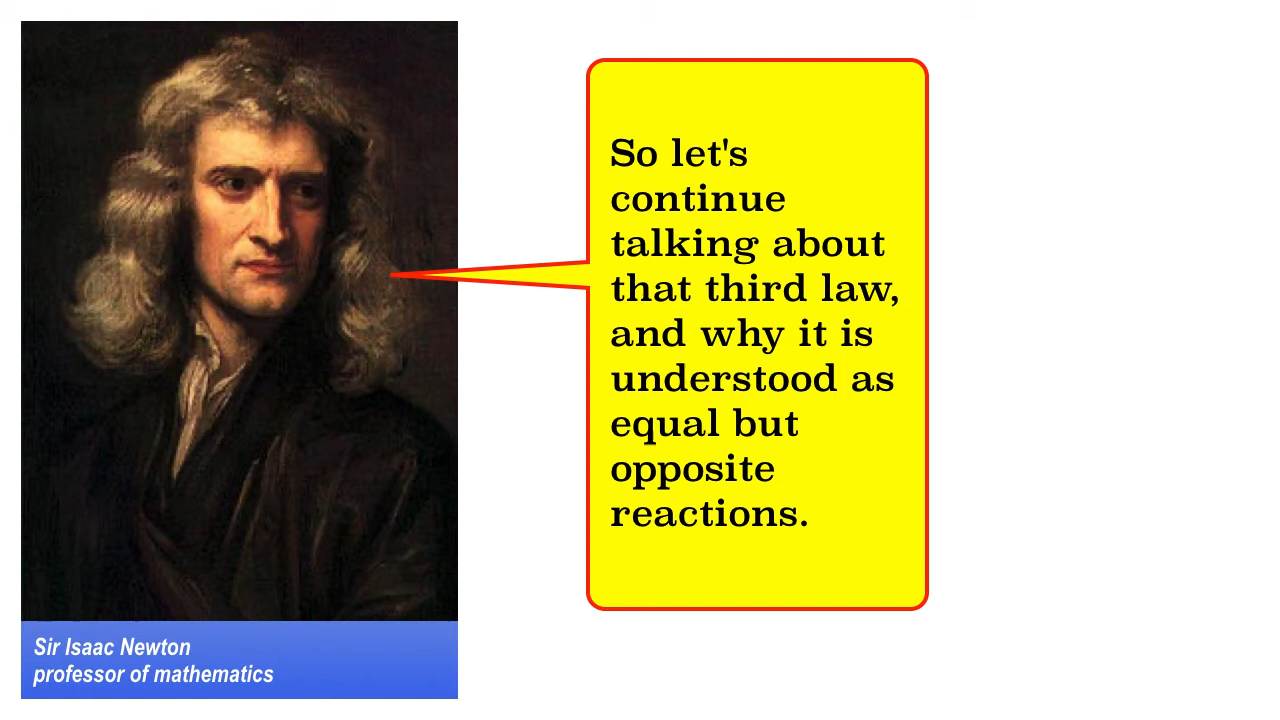 So let's
continue
talking about
that third law,
and why it is
understood as
equal but
opposite
reactions.
Sir Isaac Newton
professor of mathematics